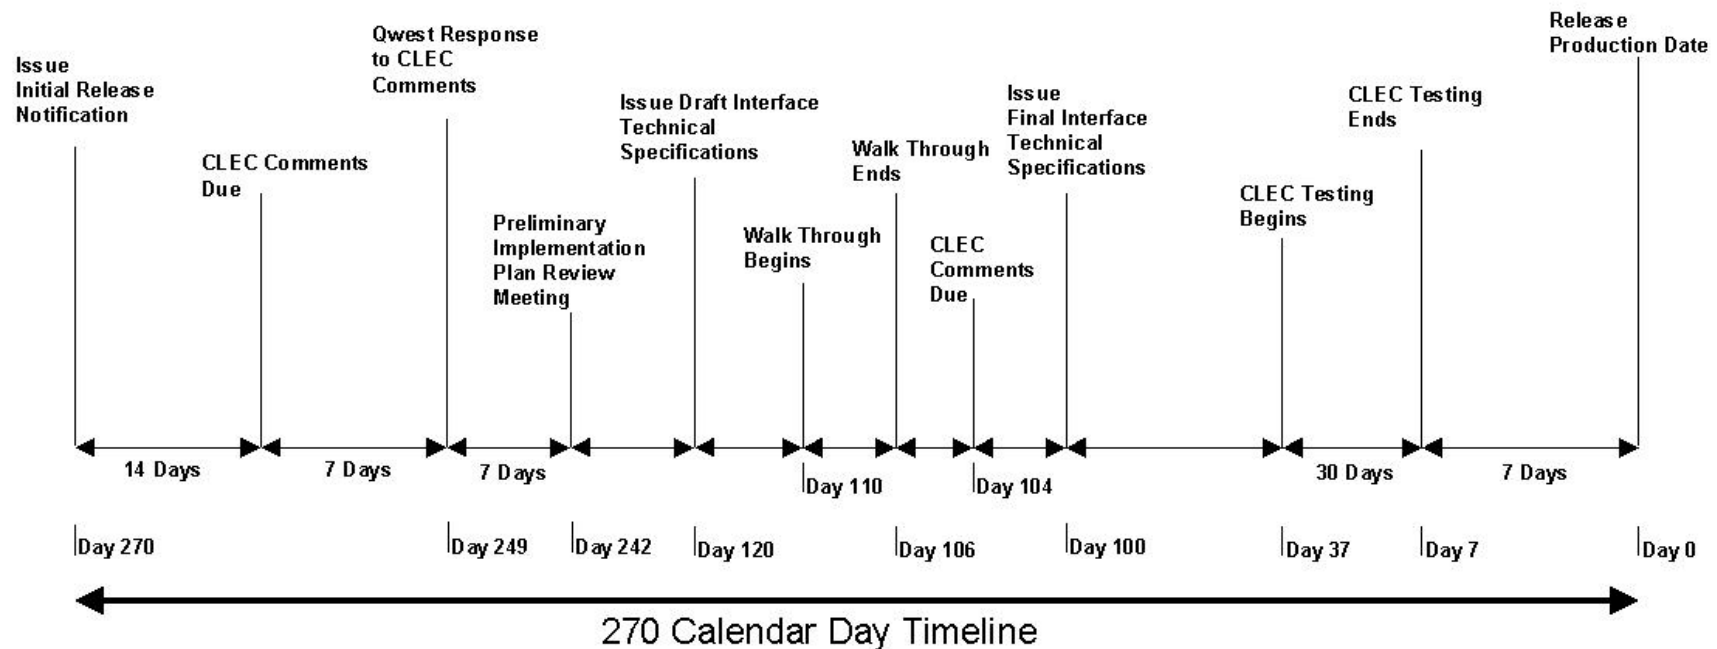 Issue
Initial Release
Notification
CLEC Comments
Due
Qwest Response
to CLEC
Comments
Preliminary
Implementation
Plan Review
Meeting
Issue Draft Interface
Technical
Specifications
Walk Through
Begins
Walk Through
Ends
CLEC
Comments
Due
Issue
Final Interface
Technical
Specifications
CLEC Testing
Begins
CLEC Testing
Ends
Release
Production Date
14 Days
7 Days
7 Days
30 Days
7 Days
Day 110
Day 104
Day 270
Day 249
Day 242
Day 120
Day 106
Day 100
Day 37
Day 7
Day 0
270 Calendar Day Timeline